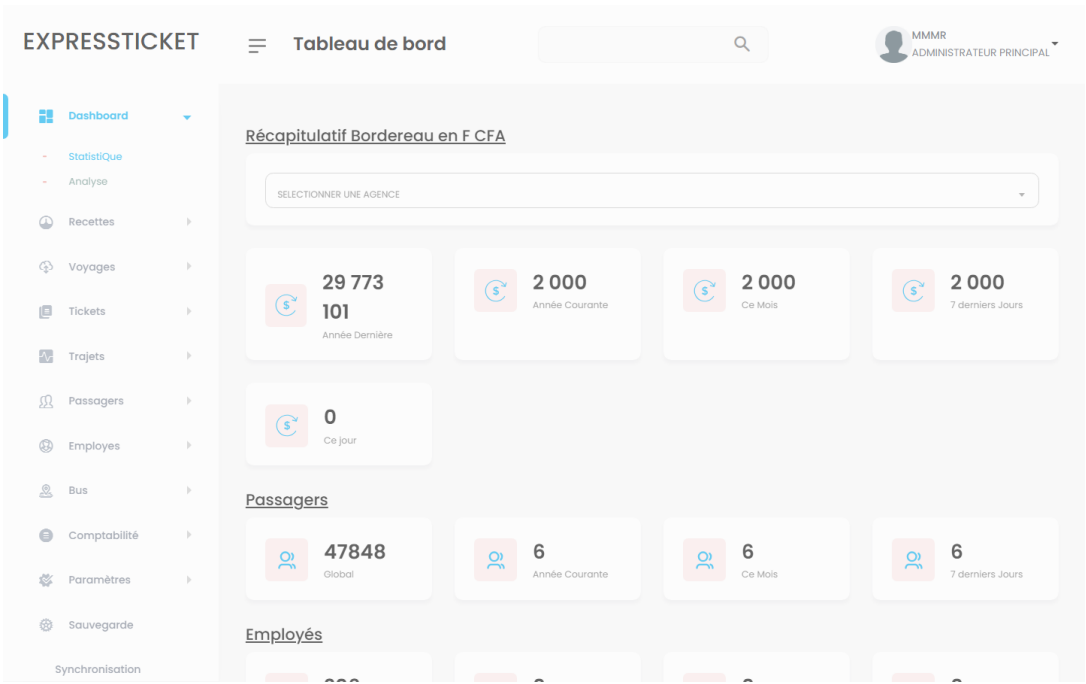 EXPRESSTICKET
Tableau de bord
MMMR
ADMINISTRATEUR PRINCIPAL
Dashboard
StatistiQue
Analyse
Recettes
Voyages
Tickets
Trajets
Passagers
Employes
Bus
Comptabilité
Paramètres
Sauvegarde
Synchronisation
Récapitulatif Bordereau en F CFA
SELECTIONNER UNE AGENCE
29 773
101
Année Dernière
2 000
Année Courante
2 000
Ce Mois
2 000
7 derniers Jours
0
Ce jour
Passagers
47848
Global
6
Année Courante
6
Ce Mois
6
7 derniers Jours
Employés